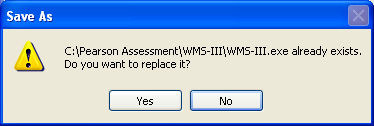 Save As
C:\Pearson Assessment\WMS-III\WMS-III.exe already exists.
Do you want to replace it?
Yes No